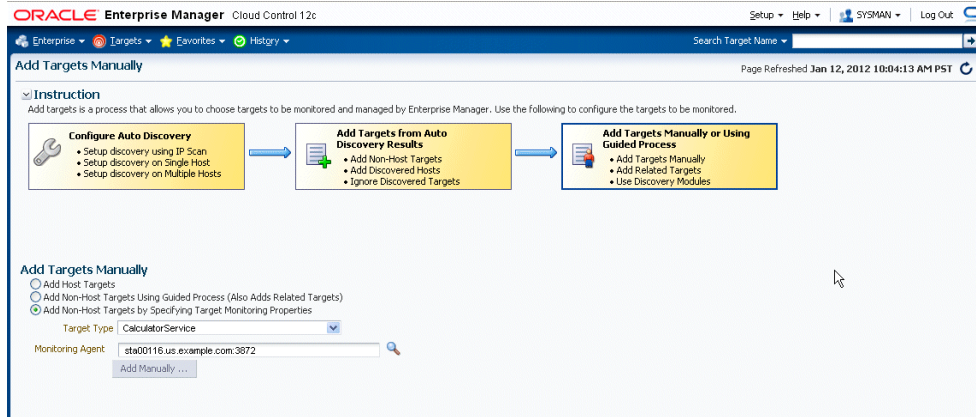 ORACLE Enterprise Manager Cloud Control 12c
Setup Help SYSMAN Log Out
Enterprise Targets Favorites History Search Target Name
Add Targets Manually
Page Refreshed Jan 12, 2012 10:04:13 AM PST
Instruction
Add targets is a process that allows you to choose targets to be monitored and managed by Enterprise Manager. Use the following to configure the targets to be monitored.
Configure Auto Discovery
• Setup discovery using IP Scan
• Setup discovery on Single Host
• Setup discovery on Multiple Hosts
Add Targets from Auto
Discovery Results
• Add Non-Host Targets
• Add Discovered Hosts
• Ignore Discovered Targets
Add Targets Manually or Using
Guided Process
• Add Targets Manually
• Add Related Targets
• Use Discovery Modules
Add Targets Manually
Add Host Targets
Add Non-Host Targets Using Guided Process (Also Adds Related Targets)
Add Non-Host Targets by Specifying Target Monitoring Properties
Target Type CalculatorService
Monitoring Agent sta00116.us.example.com:3872
Add Manually ...